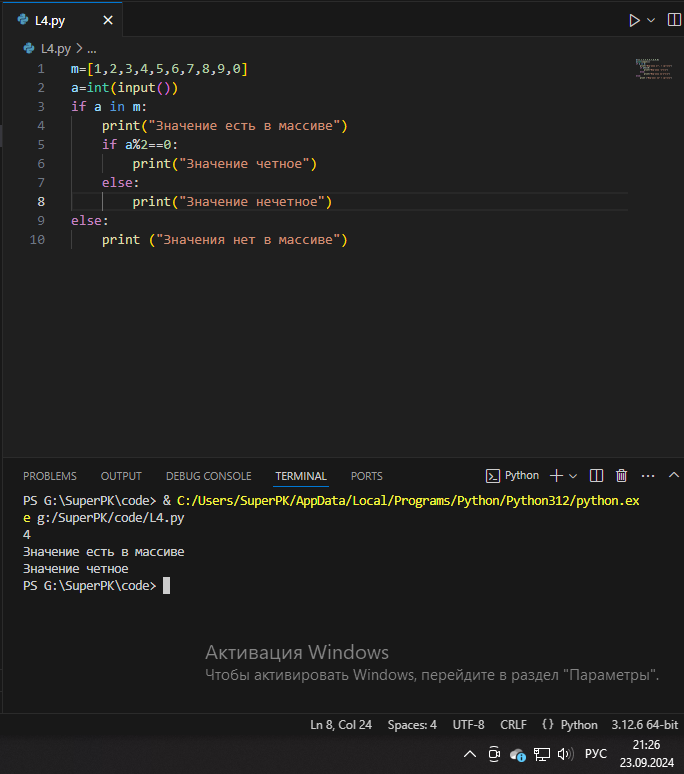 L4.py
L4.py > ...
1 m=[1,2,3,4,5,6,7,8,9,0]
2 a=int(input())
3 if a in m:
4 print("Значение есть в массиве")
5 if a%2==0:
6 print("Значение четное")
7 else:
8 print("Значение нечетное")
9 else:
10 print ("Значения нет в массиве")
PROBLEMS OUTPUT DEBUG CONSOLE TERMINAL PORTS Python
PS G:\SuperPK\code> & C:/Users/SuperPK/AppData/Local/Programs/Python/Python312/python.ex
e g:/SuperPK/code/L4.py
4
Значение есть в массиве
Значение четное
PS G:\SuperPK\code>
Активация Windows
Чтобы активировать Windows, перейдите в раздел "Параметры".
Ln 8, Col 24 Spaces: 4 UTF-8 CRLF {} Python 3.12.6 64-bit
РУС 21:26
23.09.2024